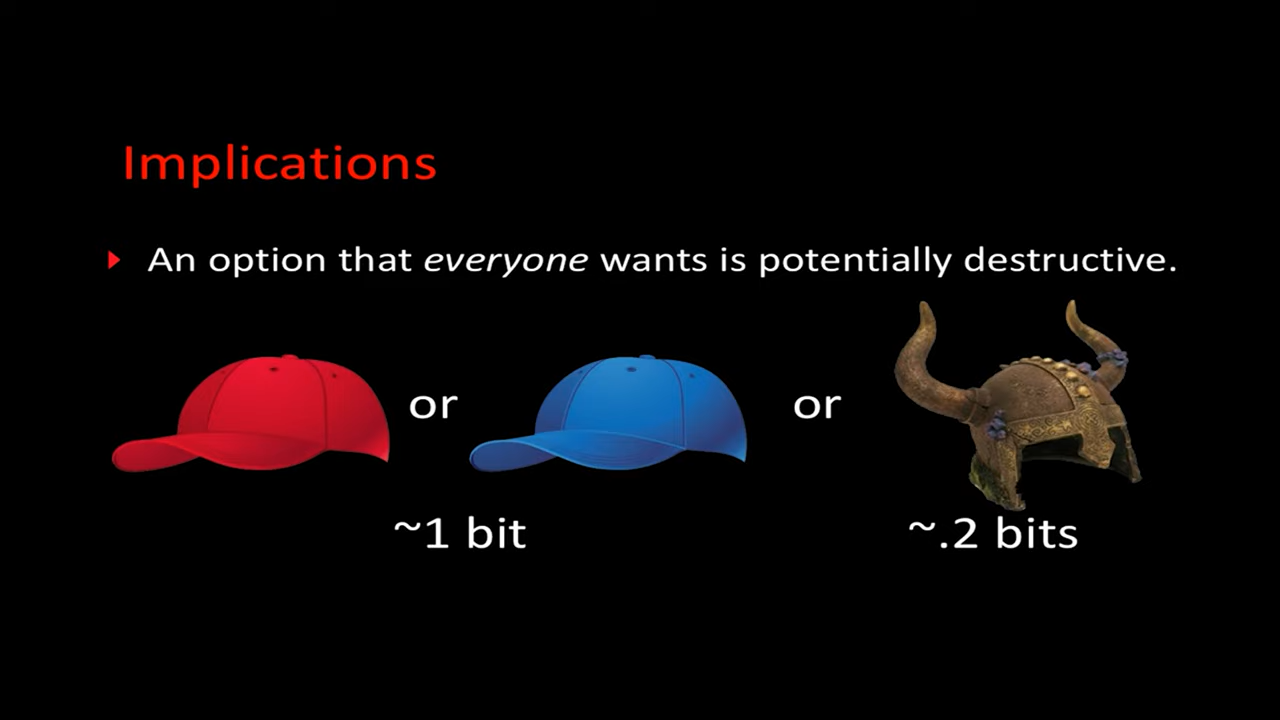 Implications
An option that everyone wants is potentially destructive.
or
or
~1 bit
~.2 bits